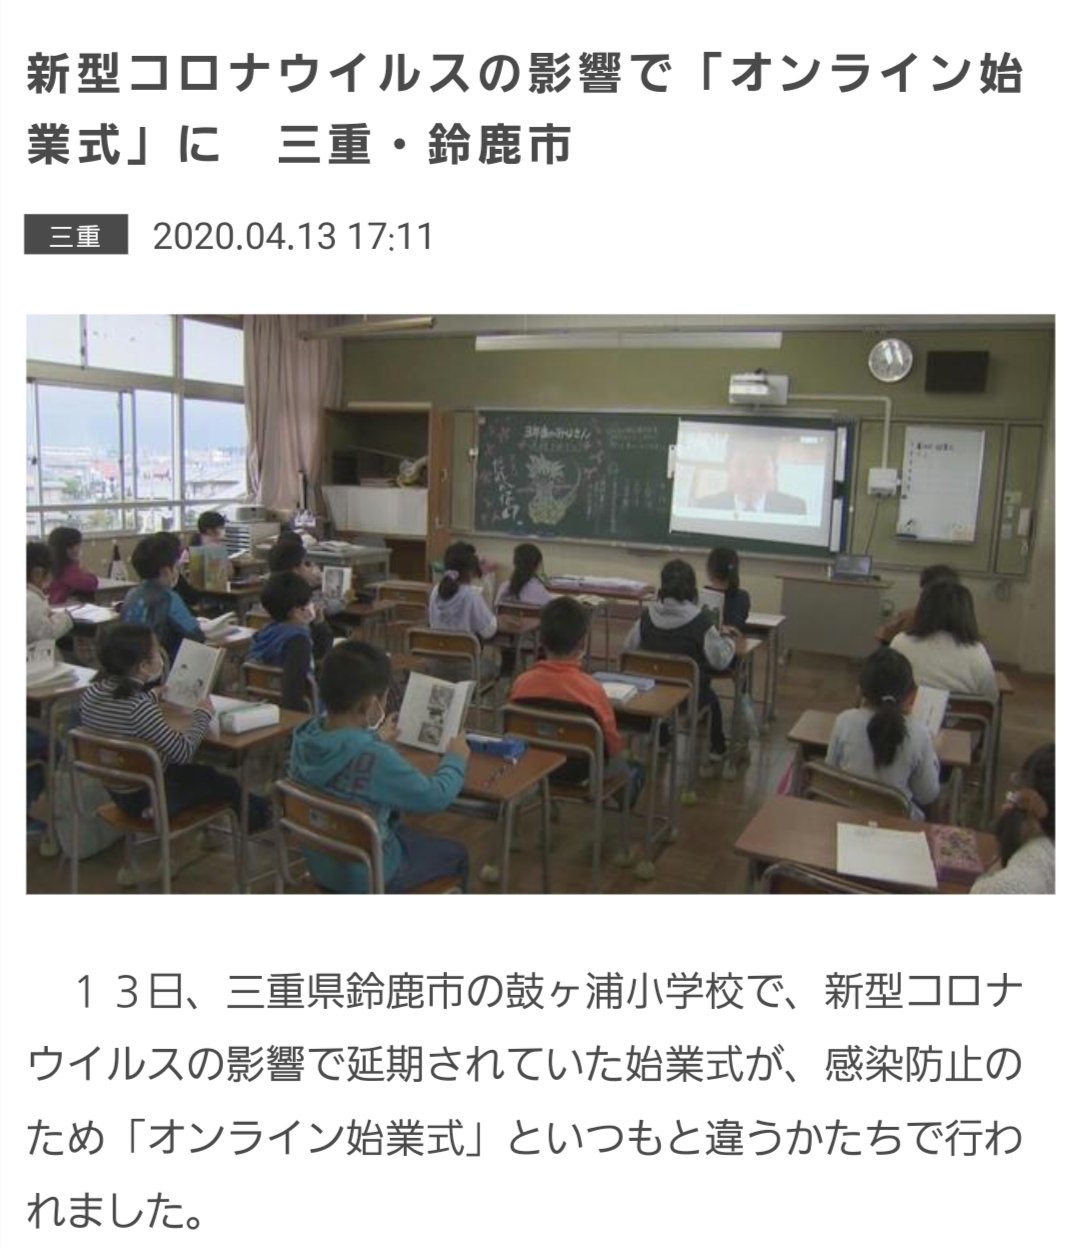 新型コロナウイルスの影響で「オンライン始
業式」に　三重・鈴鹿市
三重 2020.04.13 17:11
１３日、三重県鈴鹿市の鼓ヶ浦小学校で、新型コロナ
ウイルスの影響で延期されていた始業式が、感染防止の
ため「オンライン始業式」といつもと違うかたちで行わ
れました。